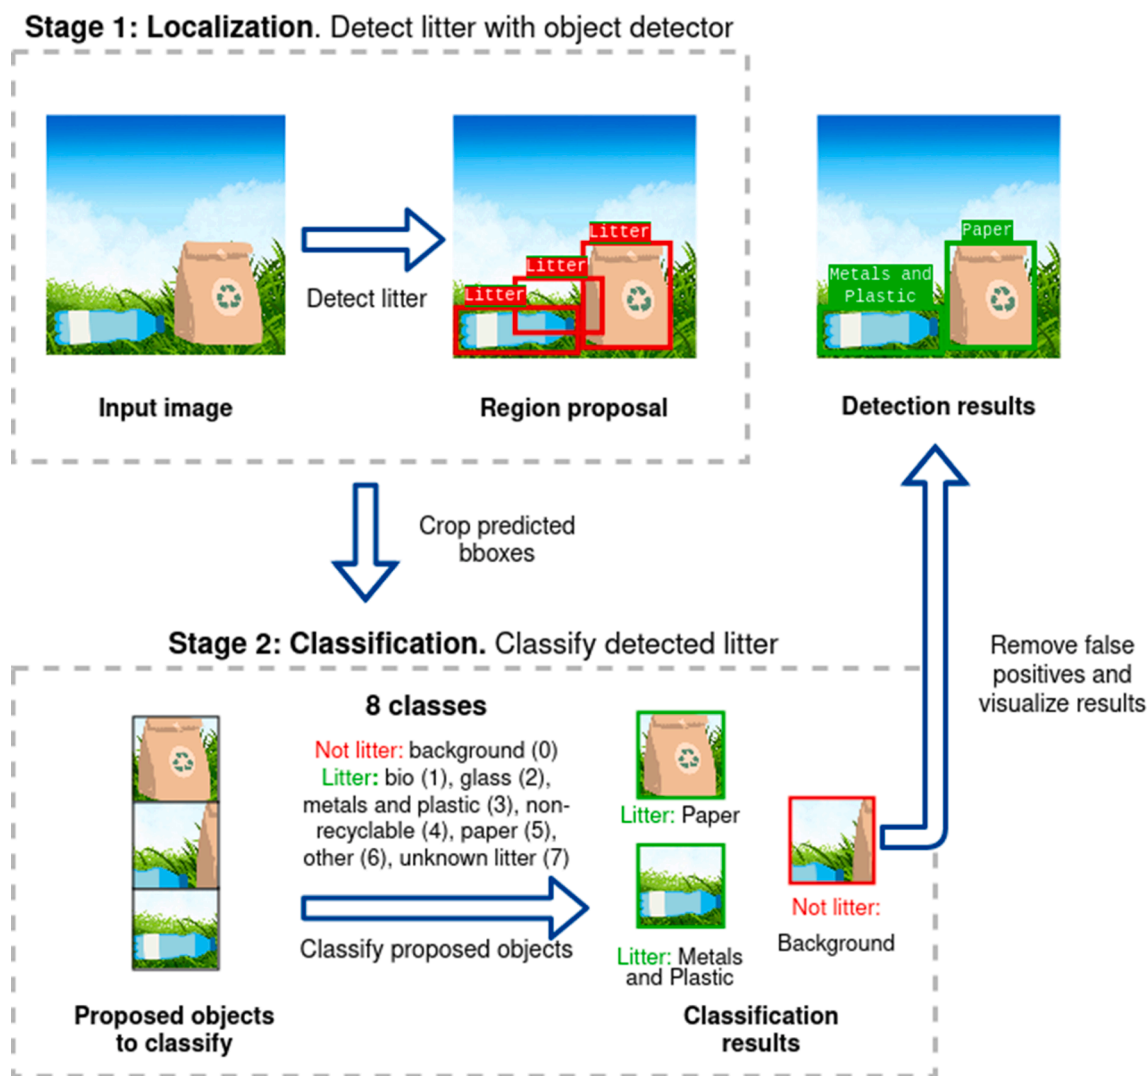 Stage 1: Localization. Detect litter with object detector
Litter
Litter
Litter
Detect litter
Input image
Region proposal
Paper
Metals and
Plastic
Detection results
Crop predicted
bboxes
Stage 2: Classification. Classify detected litter
Remove false
positives and
visualize results
8 classes
Not litter: background (0)
Litter: bio (1), glass (2),
metals and plastic (3), non-
recyclable (4), paper (5),
other (6), unknown litter (7)
Classify proposed objects
Litter: Paper
Litter: Metals
and Plastic
Not litter:
Background
Proposed objects
to classify
Classification
results